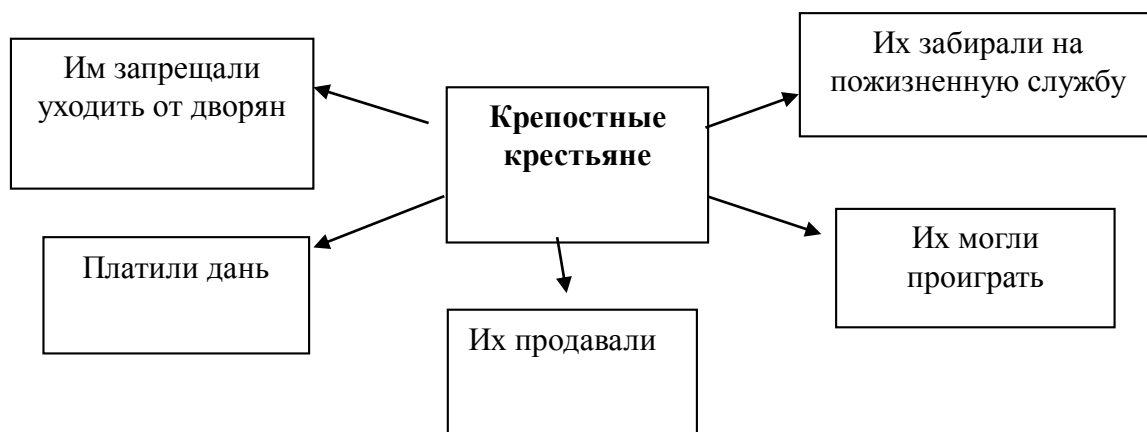 Им запрещали
уходить от дворян
Крепостные
крестьяне
Их забирали на
пожизненную службу
Платили дань
Их продавали
Их могли
проиграть